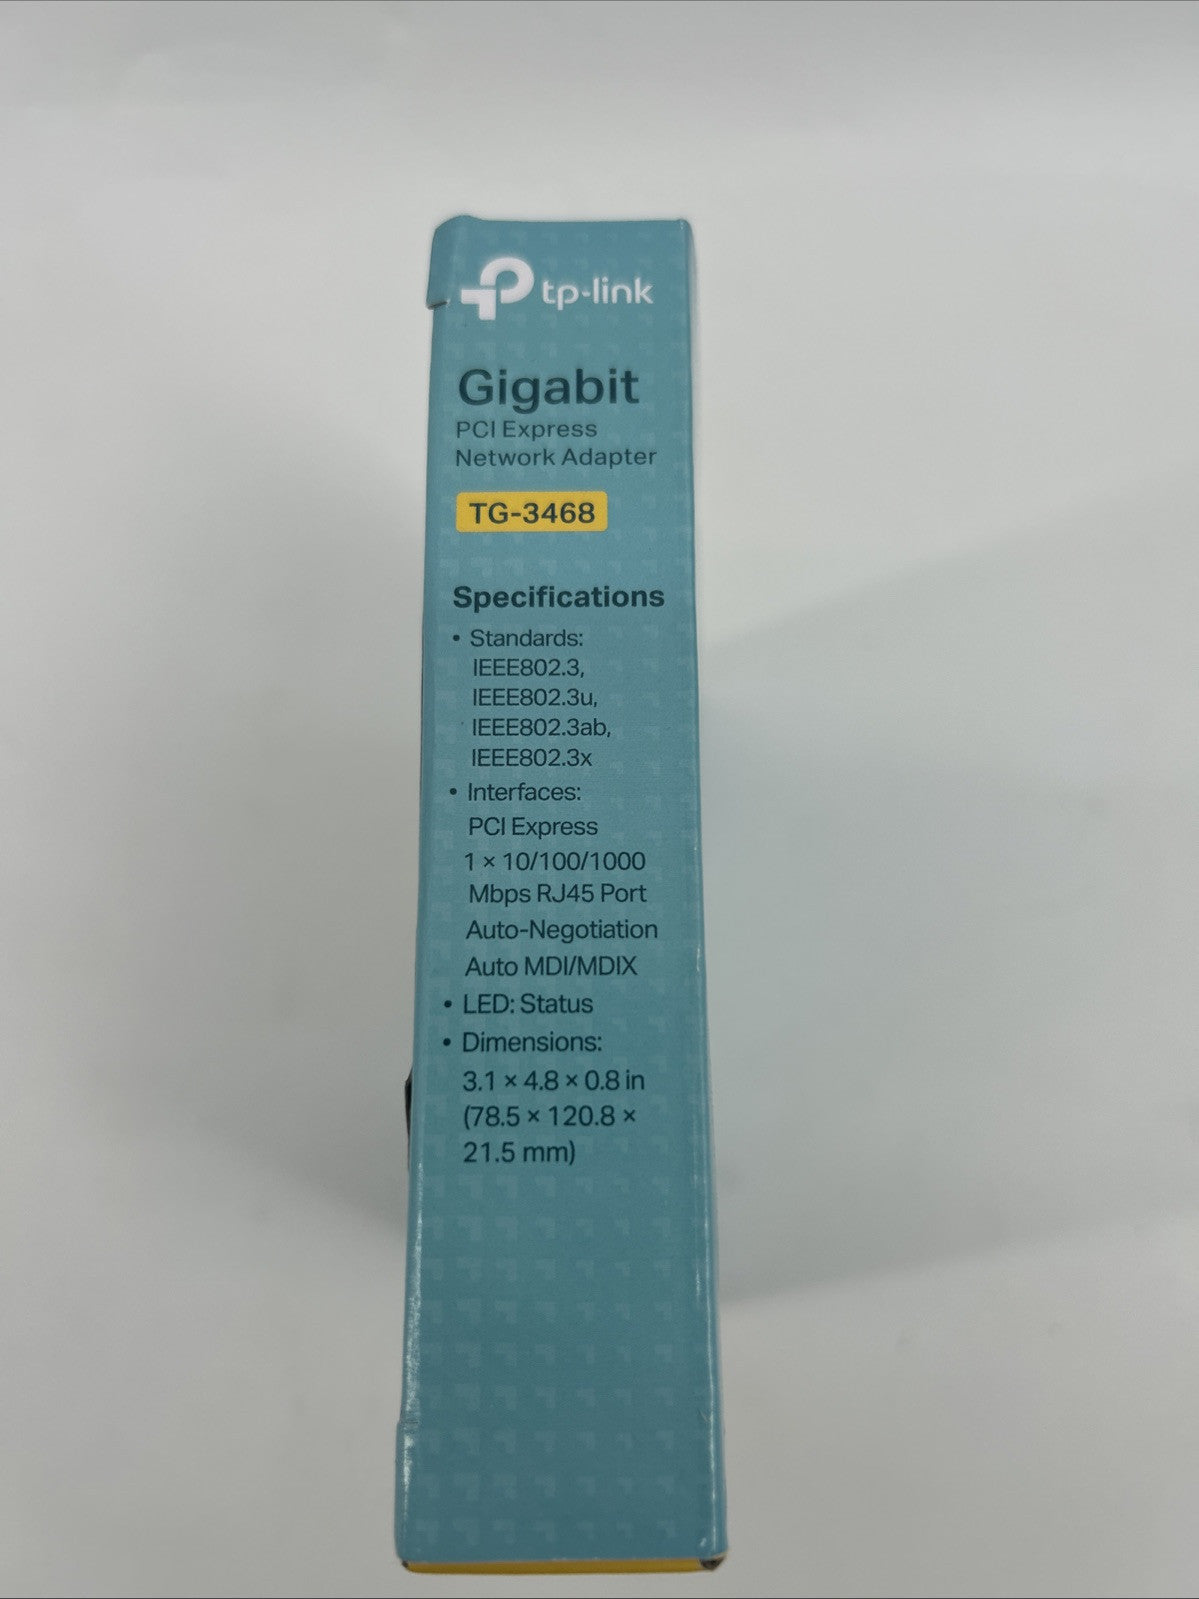 tp-link
Gigabit
PCI Express
Network Adapter
TG-3468
Specifications
• Standards:
IEEE802.3,
IEEE802.3u,
IEEE802.3ab,
IEEE802.3x
• Interfaces:
PCI Express
1 × 10/100/1000
Mbps RJ45 Port
Auto-Negotiation
Auto MDI/MDIX
• LED: Status
• Dimensions:
3.1 × 4.8 × 0.8 in
(78.5 × 120.8 ×
21.5 mm)